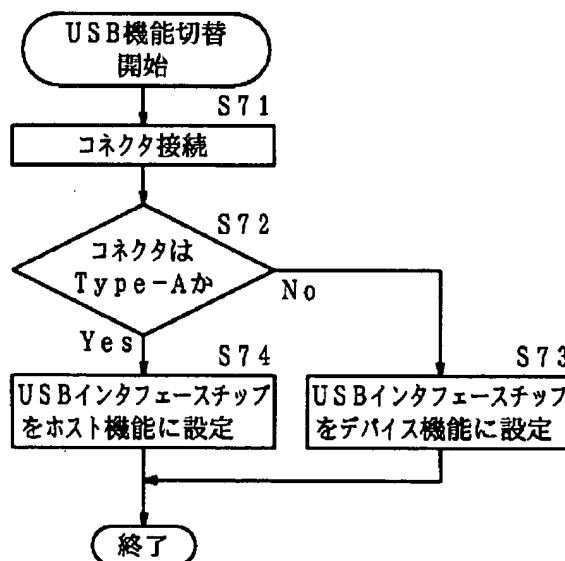 USB機能切替
開始
S71
コネクタ接続
S72
コネクタは
Type-Aか
No
Yes
S74
USBインタフェースチップ
をホスト機能に設定
S73
USBインタフェースチップ
をデバイス機能に設定
終了